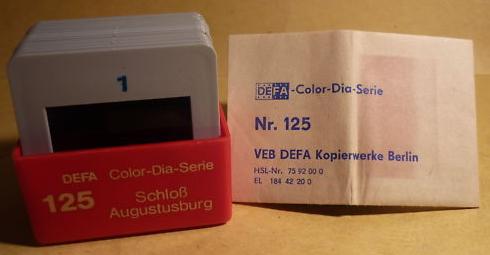 1
DEFA Color-Dia-Serie
125 Schloß
Augustusburg
DEFA-Color-Dia-Serie
Nr. 125
VEB DEFA Kopierwerke Berlin
HSL-Nr. 75 92 00 0
EL 184 42 20 0